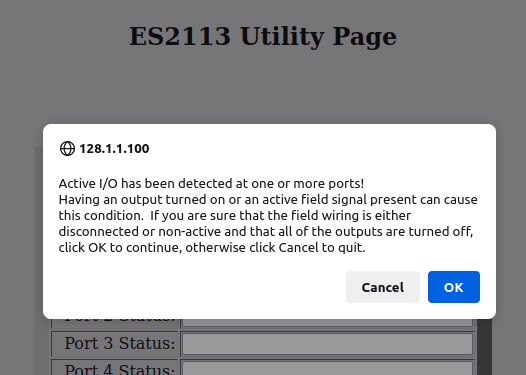 ES2113 Utility Page
128.1.1.100
Active I/O has been detected at one or more ports!
Having an output turned on or an active field signal present can cause
this condition.  If you are sure that the field wiring is either
disconnected or non-active and that all of the outputs are turned off,
click OK to continue, otherwise click Cancel to quit.
Cancel
OK
Port 2 Status:
Port 3 Status:
Port 4 Status: